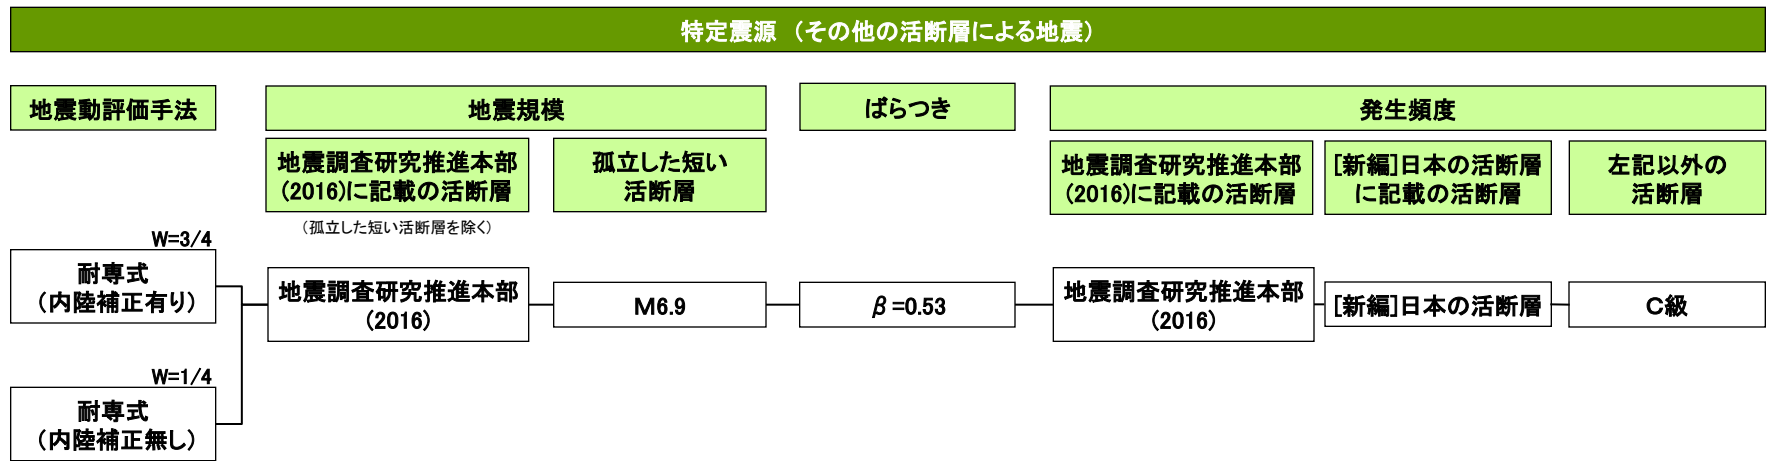 特定震源　（その他の活断層による地震）
地震動評価手法
地震規模
ばらつき
発生頻度
地震調査研究推進本部
(2016)に記載の活断層
孤立した短い
活断層
地震調査研究推進本部
(2016)に記載の活断層
[新編]日本の活断層
に記載の活断層
左記以外の
活断層
（孤立した短い活断層を除く）
W=3/4
耐専式
（内陸補正有り）
地震調査研究推進本部
(2016)
M6.9
β=0.53
地震調査研究推進本部
(2016)
[新編]日本の活断層
C級
W=1/4
耐専式
（内陸補正無し）